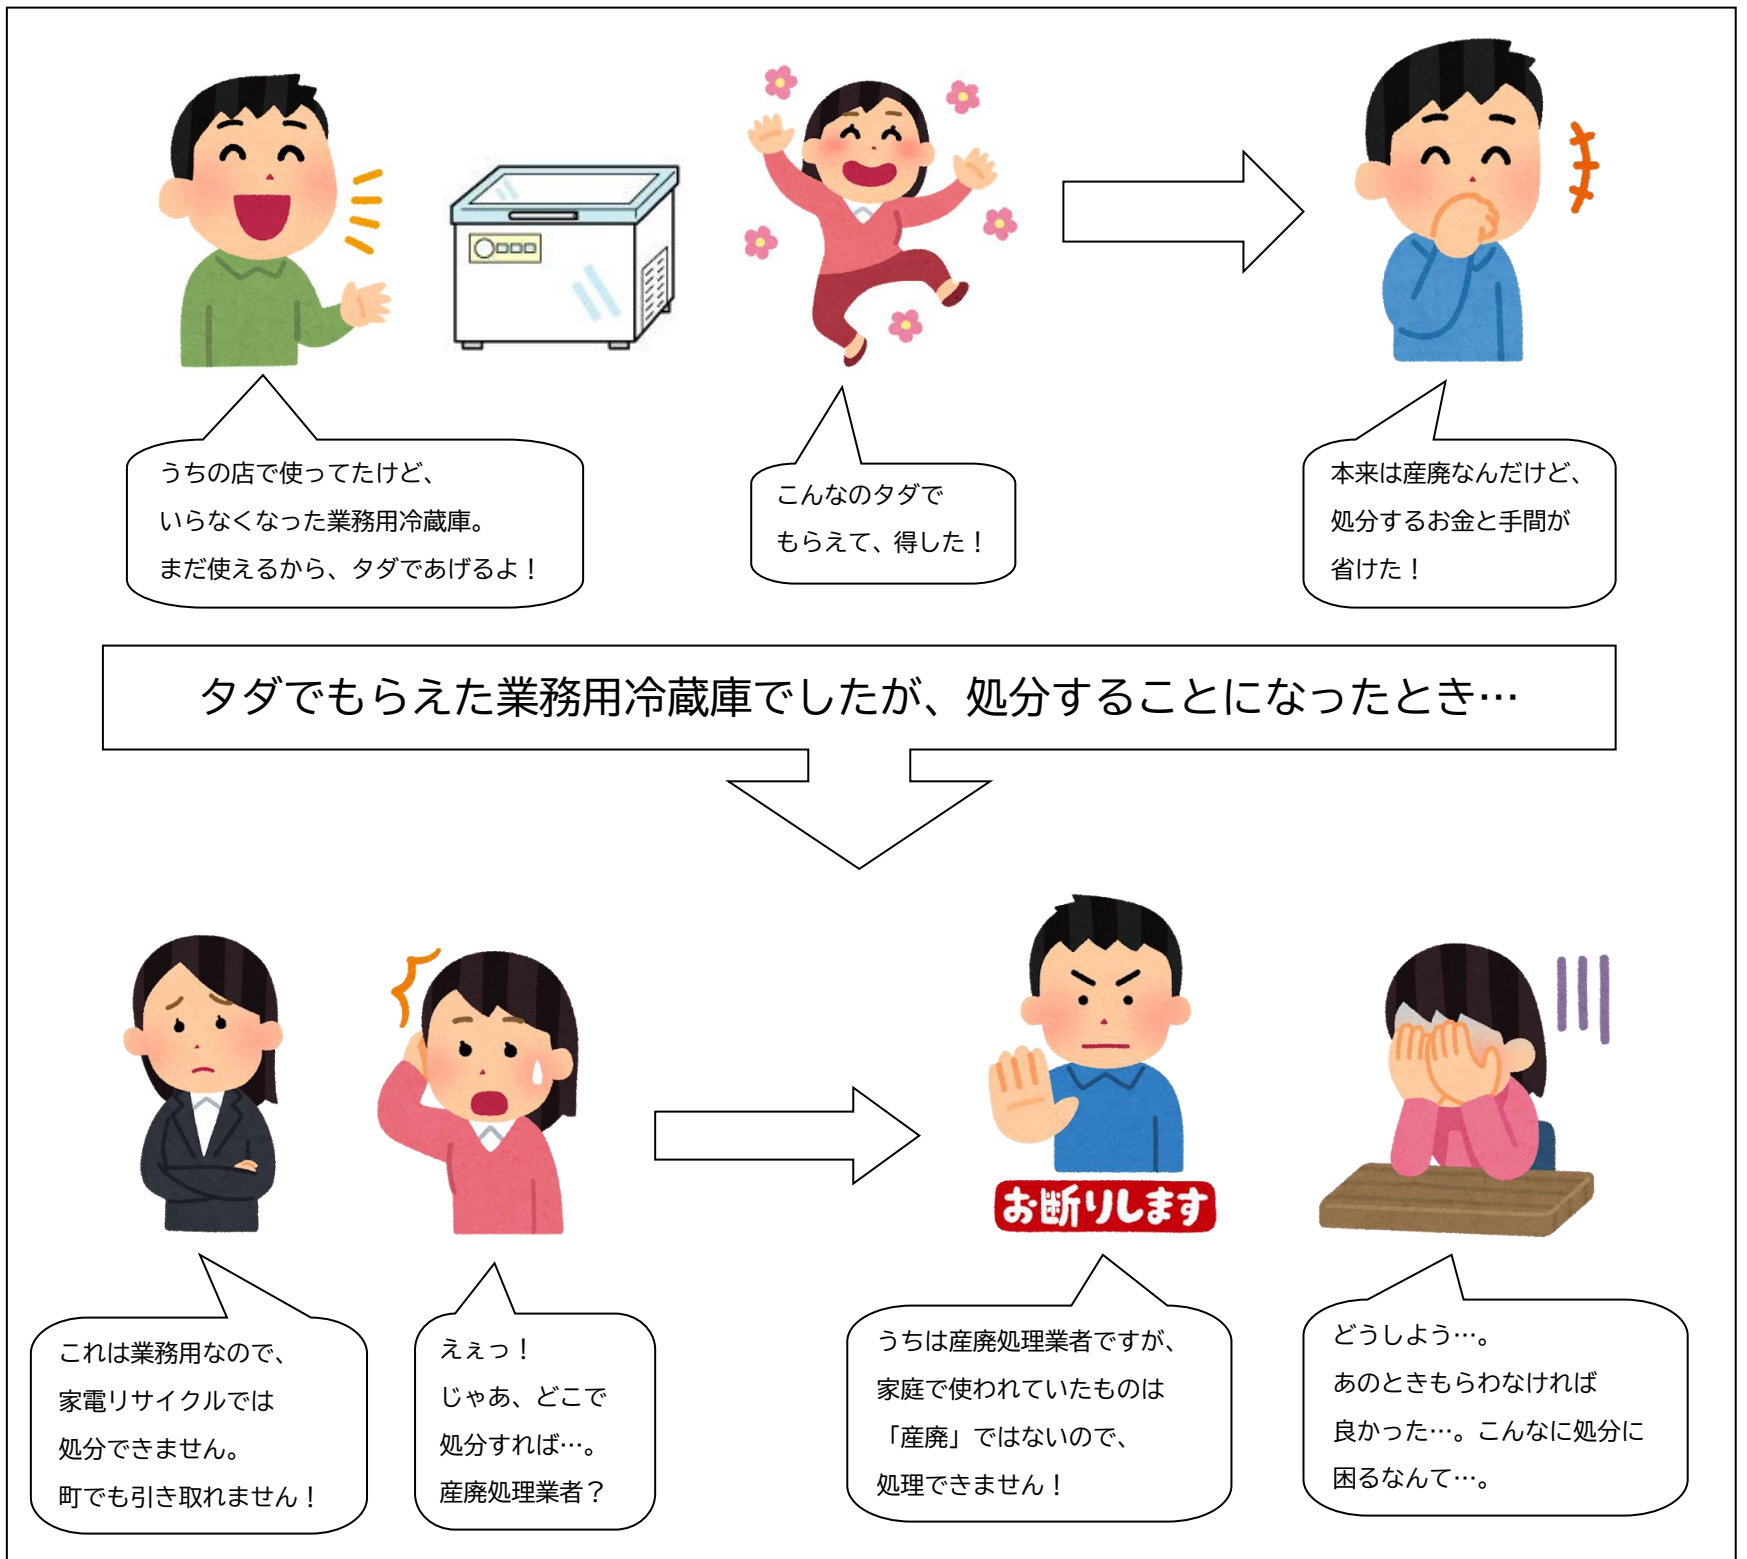 うちの店で使ってたけど、
いらなくなった業務用冷蔵庫。
まだ使えるから、タダであげるよ！
こんなのタダで
もらえて、得した！
本来は産廃なんだけど、
処分するお金と手間が
省けた！
タダでもらえた業務用冷蔵庫でしたが、処分することになったとき…
お断りします
これは業務用なので、
家電リサイクルでは
処分できません。
町でも引き取れません！
えぇっ！
じゃあ、どこで
処分すれば…。
産廃処理業者？
うちは産廃処理業者ですが、
家庭で使われていたものは
「産廃」ではないので、
処理できません！
どうしよう…。
あのときもらわなければ
良かった…。こんなに処分に
困るなんて…。